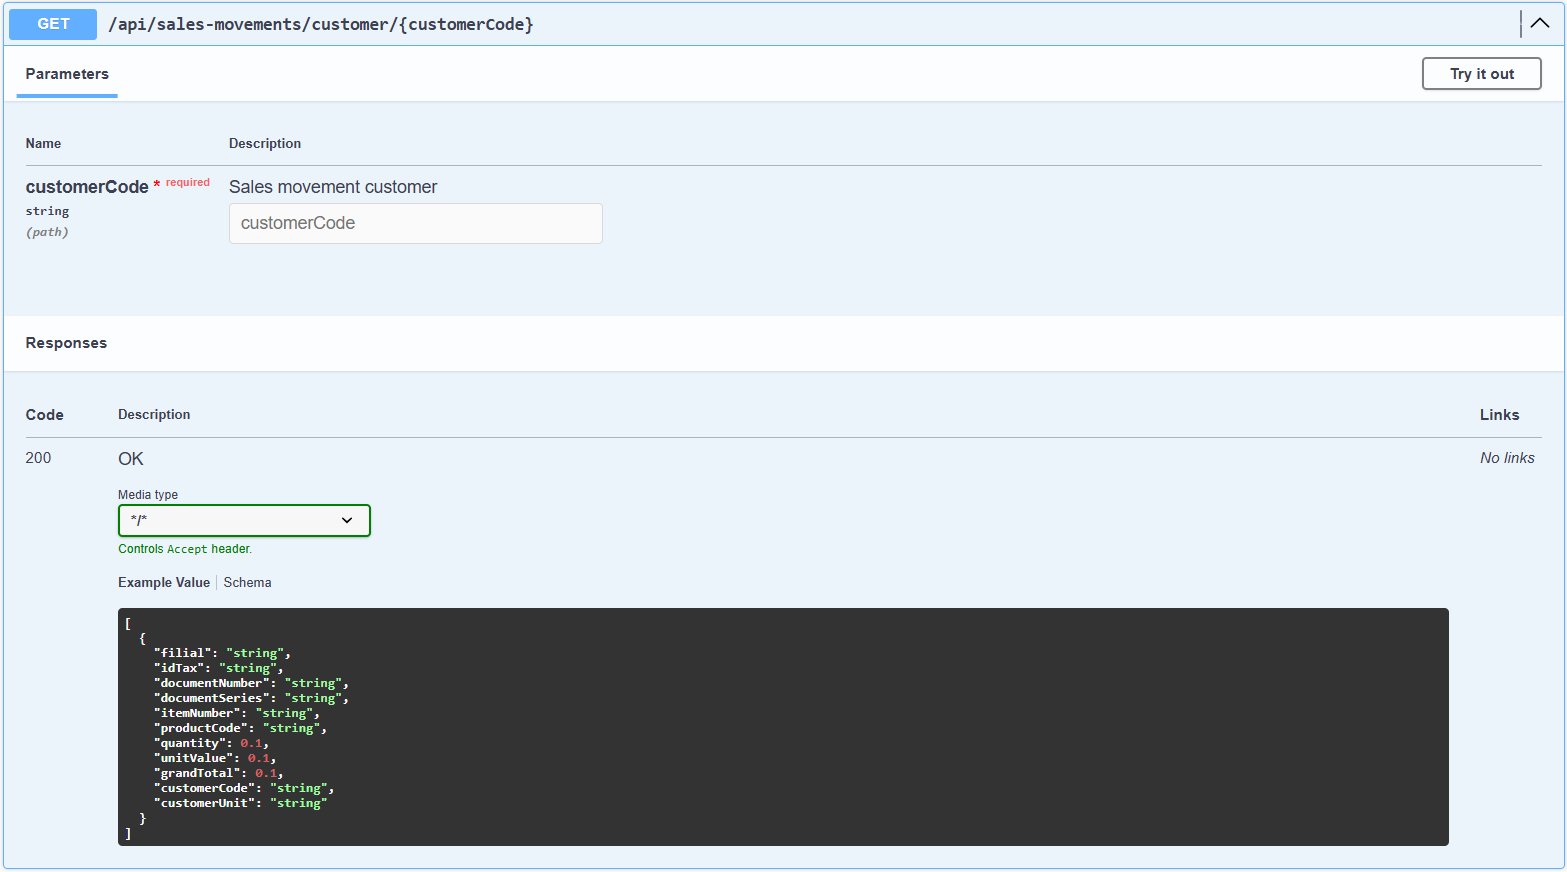 GET /api/sales-movements/customer/{customerCode}
Parameters
Try it out
Name Description
customerCode * required
string
(path)
Sales movement customer
customerCode
Responses
Code Description Links
200 OK No links
Media type
*/*
Controls Accept header.
Example Value Schema
[
  {
    "filial": "string",
    "idTax": "string",
    "documentNumber": "string",
    "documentSeries": "string",
    "itemNumber": "string",
    "productCode": "string",
    "quantity": 0.1,
    "unitValue": 0.1,
    "grandTotal": 0.1,
    "customerCode": "string",
    "customerUnit": "string"
  }
]